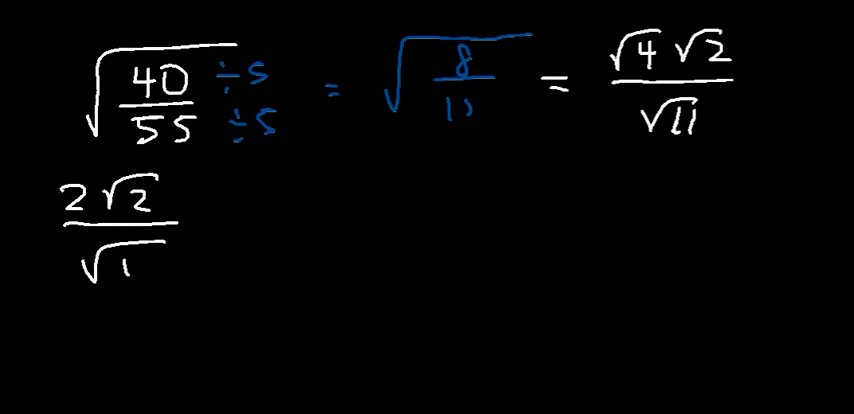 √(40/55) ÷5 ÷5 = √(8/11) = √4 √2 / √11
2√2 / √1